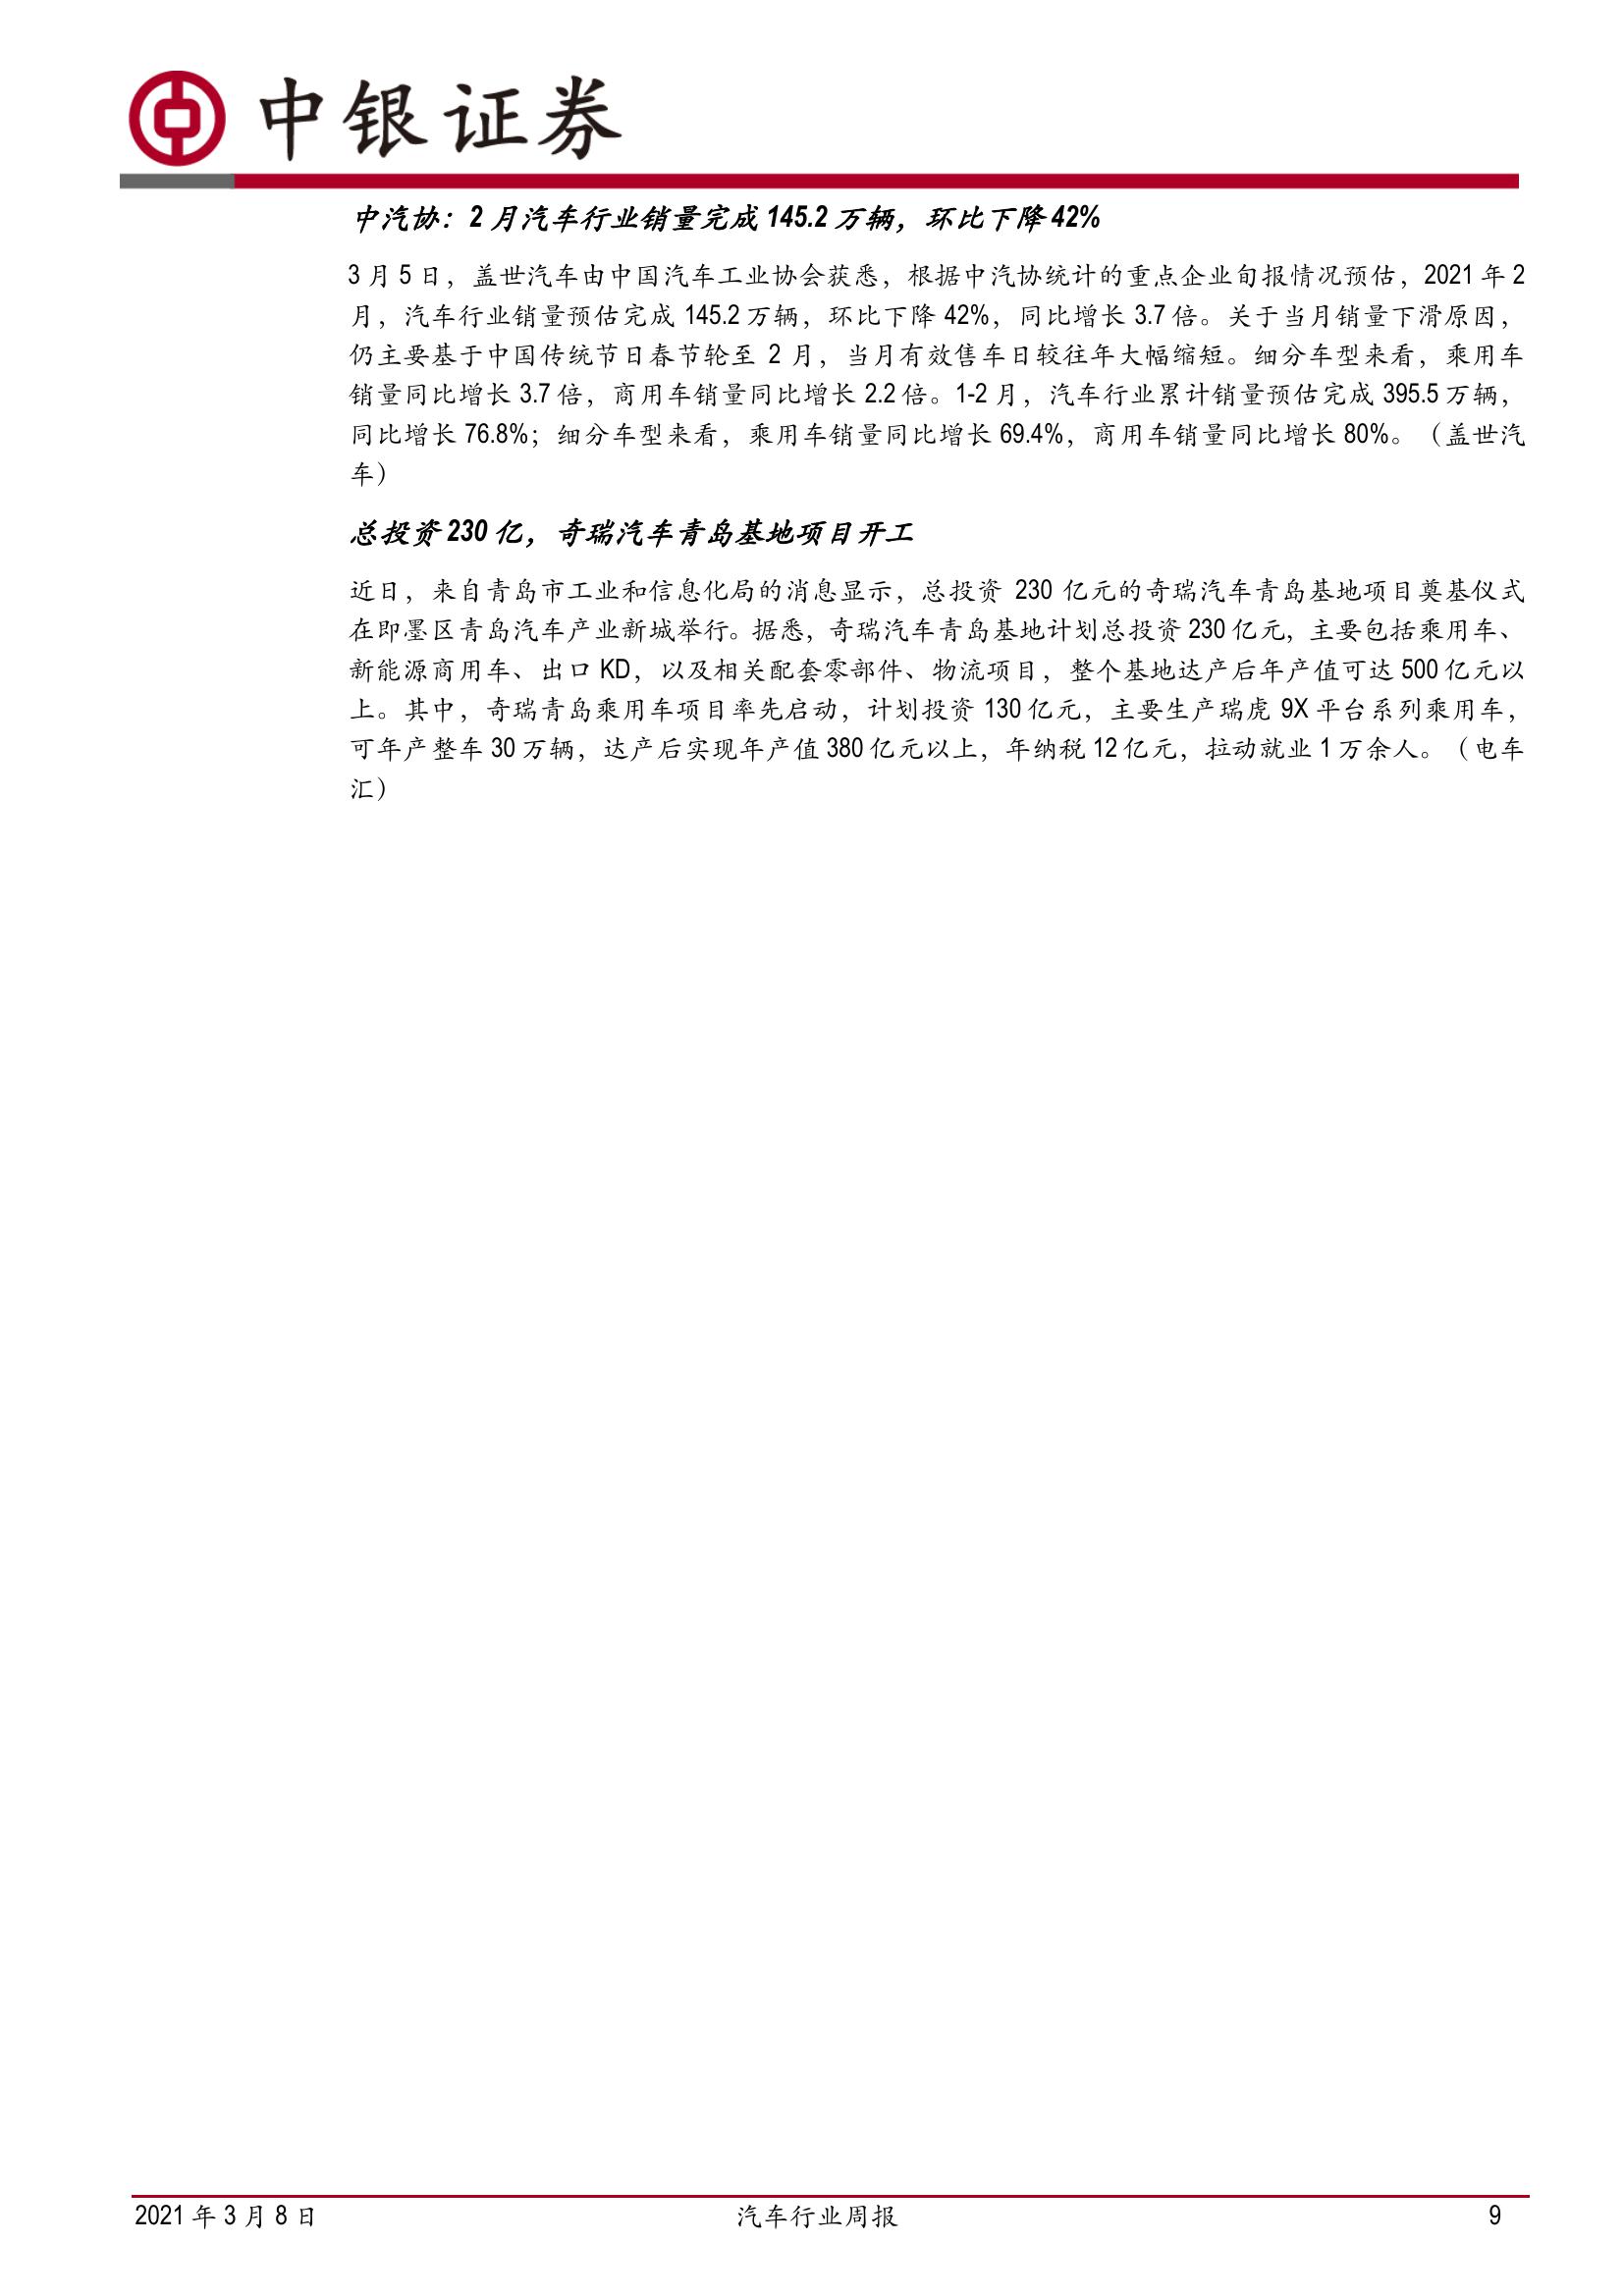 中银证券
中汽协：2 月汽车行业销量完成 145.2 万辆，环比下降 42%
3 月 5 日，盖世汽车由中国汽车工业协会获悉，根据中汽协统计的重点企业旬报情况预估，2021 年 2
月，汽车行业销量预估完成 145.2 万辆，环比下降 42%，同比增长 3.7 倍。关于当月销量下滑原因，
仍主要基于中国传统节日春节轮至 2 月，当月有效售车日较往年大幅缩短。细分车型来看，乘用车
销量同比增长 3.7 倍，商用车销量同比增长 2.2 倍。1-2 月，汽车行业累计销量预估完成 395.5 万辆，
同比增长 76.8%；细分车型来看，乘用车销量同比增长 69.4%，商用车销量同比增长 80%。（盖世汽
车）
总投资 230 亿，奇瑞汽车青岛基地项目开工
近日，来自青岛市工业和信息化局的消息显示，总投资 230 亿元的奇瑞汽车青岛基地项目奠基仪式
在即墨区青岛汽车产业新城举行。据悉，奇瑞汽车青岛基地计划总投资 230 亿元，主要包括乘用车、
新能源商用车、出口 KD，以及相关配套零部件、物流项目，整个基地达产后年产值可达 500 亿元以
上。其中，奇瑞青岛乘用车项目率先启动，计划投资 130 亿元，主要生产瑞虎 9X 平台系列乘用车，
可年产整车 30 万辆，达产后实现年产值 380 亿元以上，年纳税 12 亿元，拉动就业 1 万余人。（电车
汇）
2021 年 3 月 8 日 汽车行业周报 9